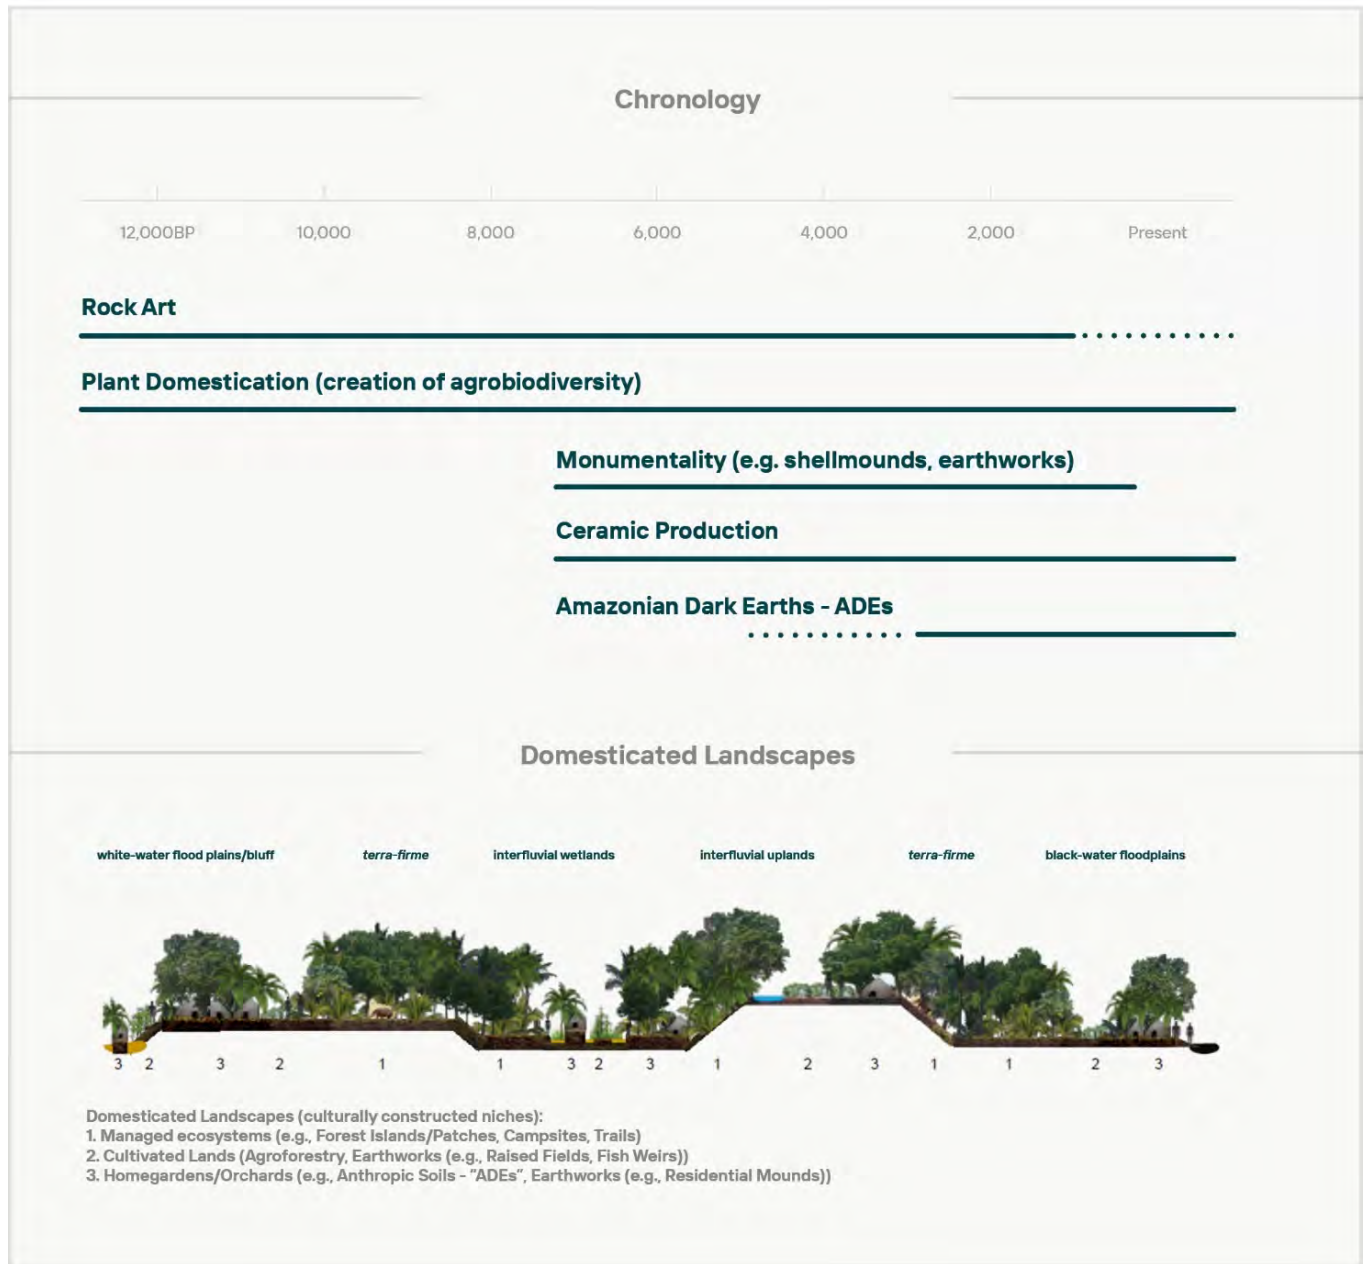 Chronology
12,000BP 10,000 8,000 6,000 4,000 2,000 Present
Rock Art
Plant Domestication (creation of agrobiodiversity)
Monumentality (e.g. shellmounds, earthworks)
Ceramic Production
Amazonian Dark Earths - ADEs
Domesticated Landscapes
white-water flood plains/bluff terra-firme interfluvial wetlands interfluvial uplands terra-firme black-water floodplains
3 2 3 2 1 1 3 2 3 1 2 3 1 1 2 3
Domesticated Landscapes (culturally constructed niches):
1. Managed ecosystems (e.g., Forest Islands/Patches, Campsites, Trails)
2. Cultivated Lands (Agroforestry, Earthworks (e.g., Raised Fields, Fish Weirs))
3. Homegardens/Orchards (e.g., Anthropic Soils - "ADEs", Earthworks (e.g., Residential Mounds))